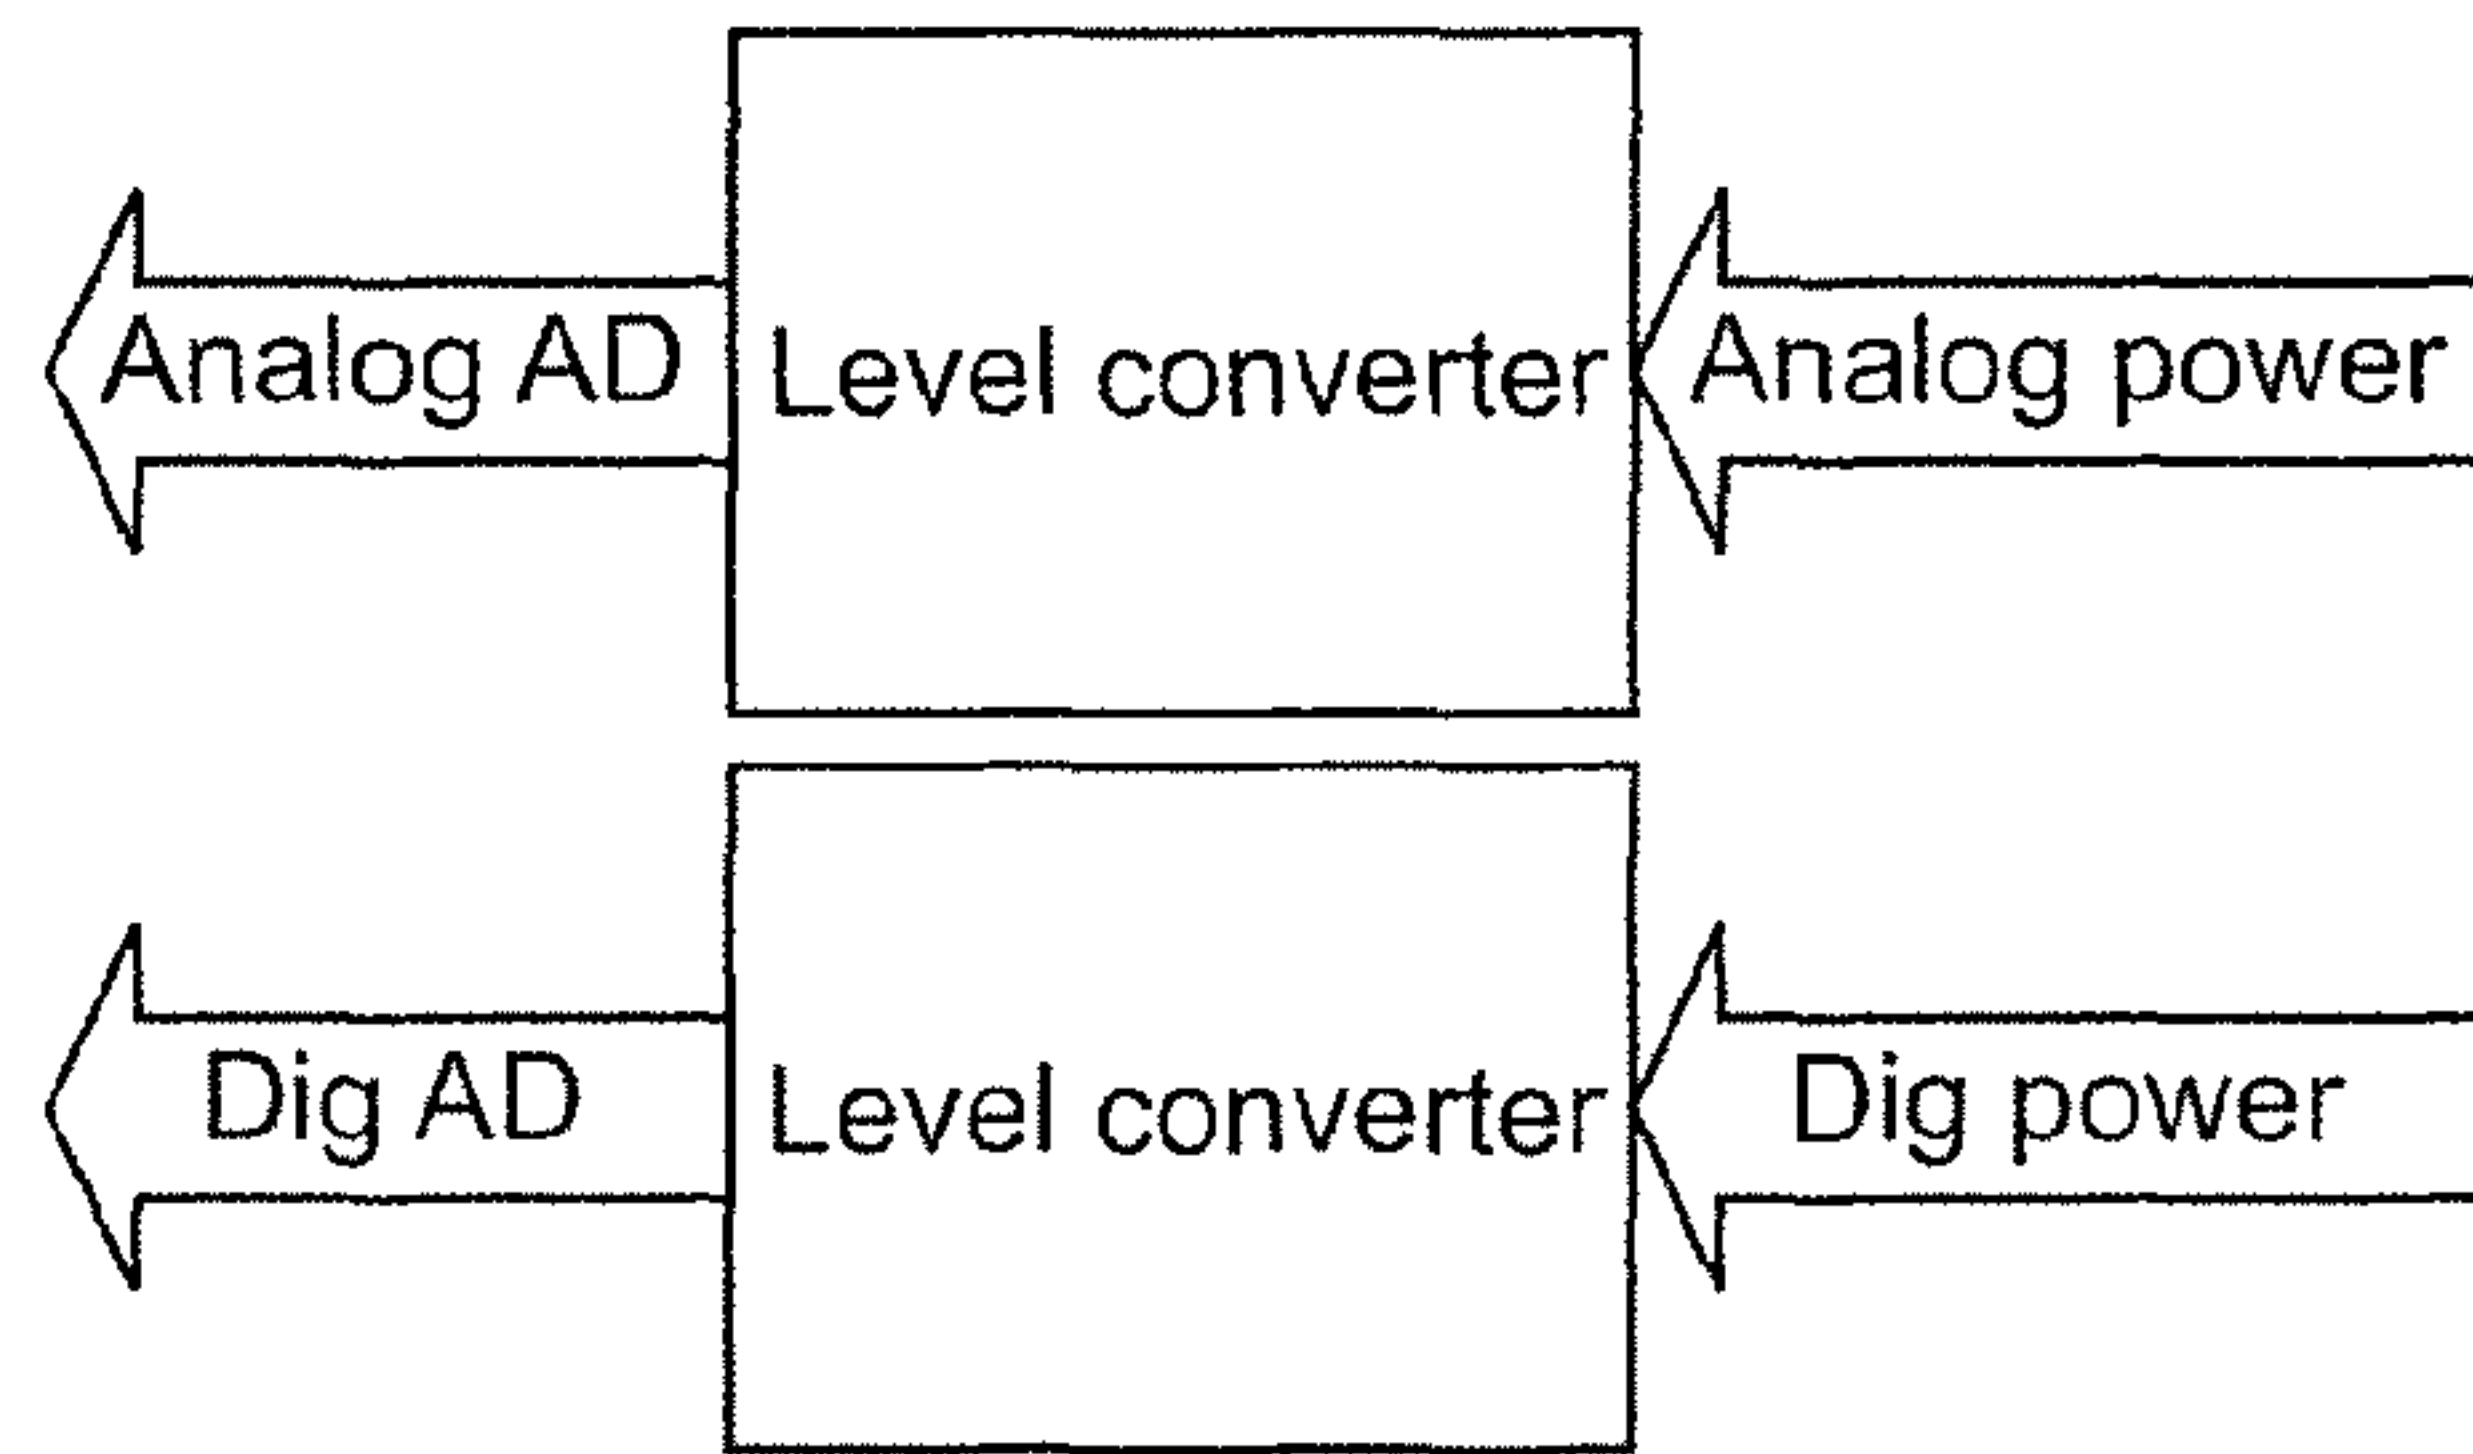 Analog AD
Level converter
Analog power
Dig AD
Level converter
Dig power